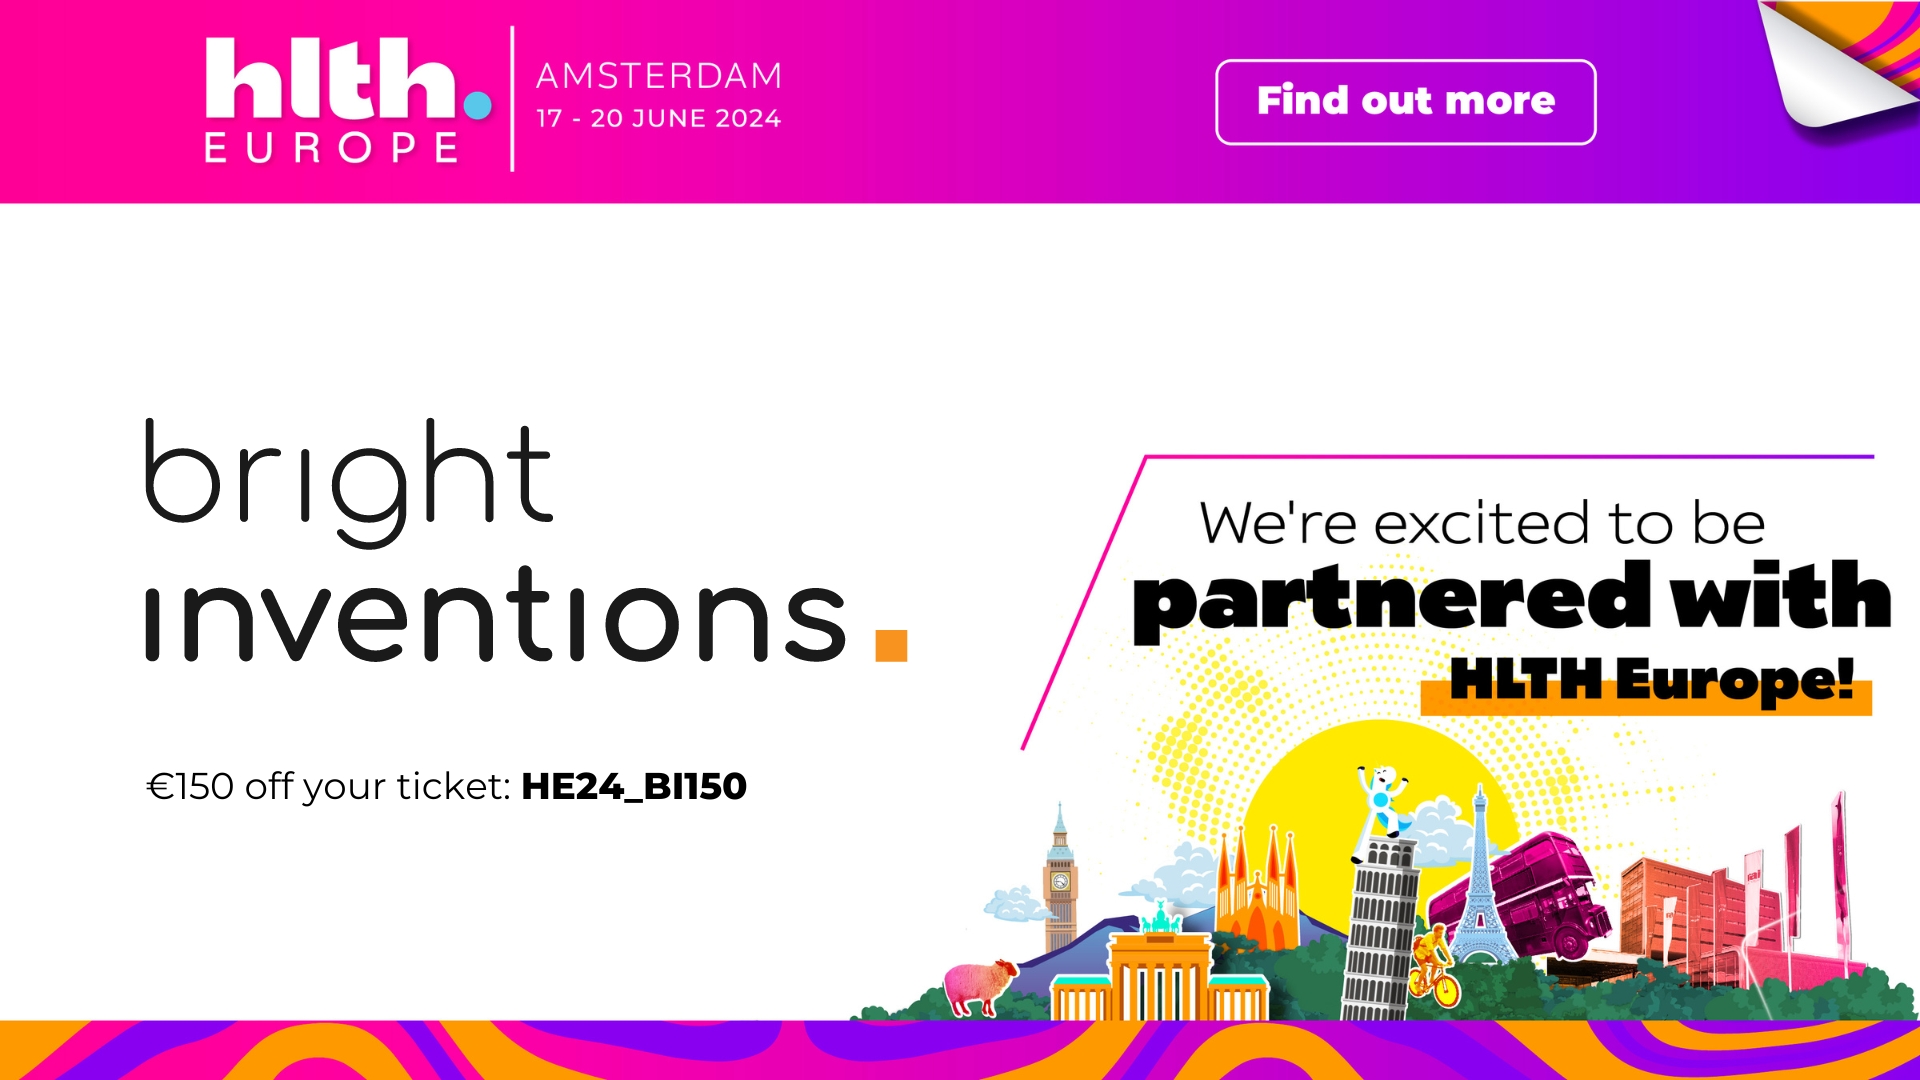 hlth.
EUROPE
AMSTERDAM
17 - 20 JUNE 2024
Find out more
bright
inventions.
€150 off your ticket: HE24_BI150
We're excited to be
partnered with
HLTH Europe!